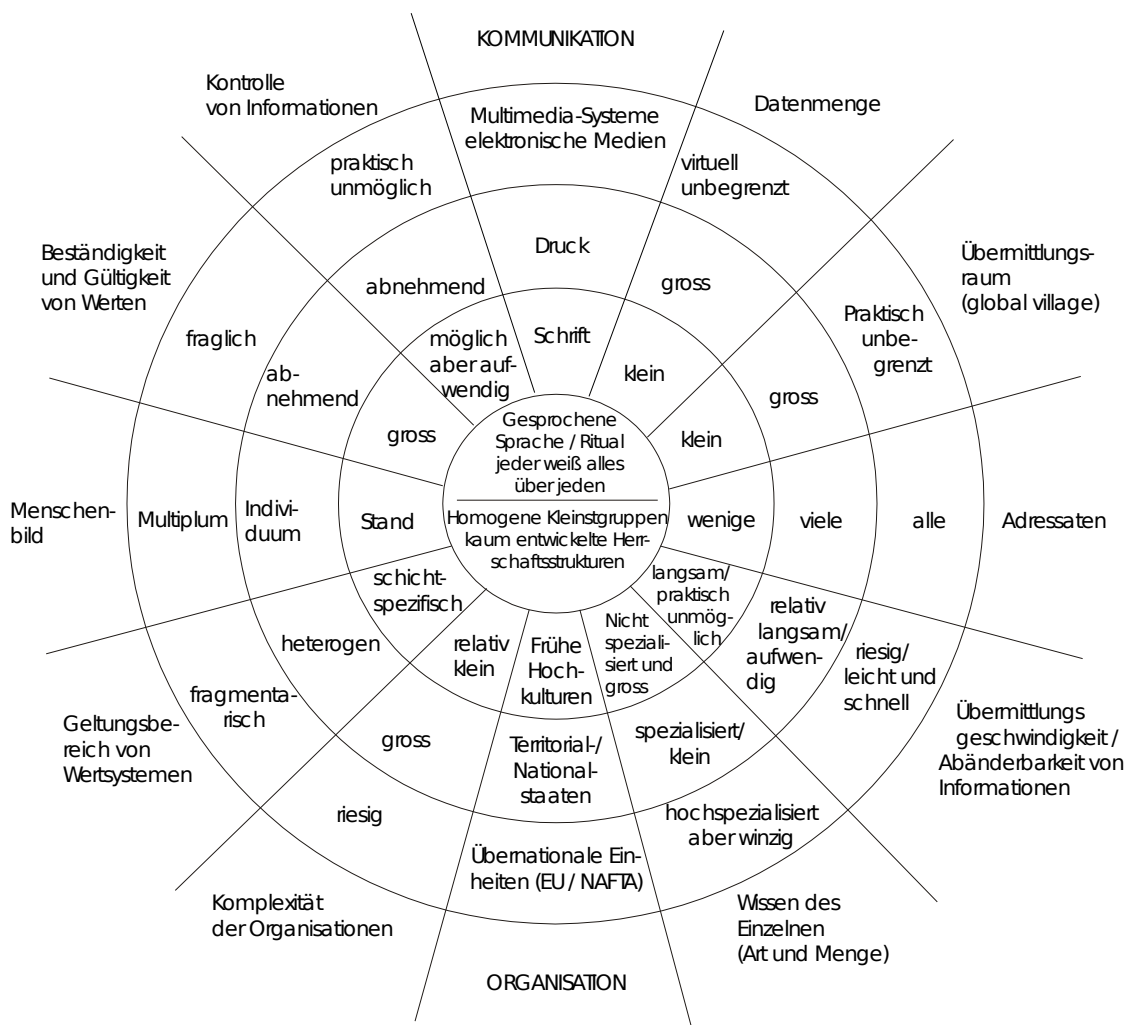 KOMMUNIKATION
Kontrolle
von Informationen
Datenmenge
Multimedia-Systeme
elektronische Medien
praktisch
unmöglich
virtuell
unbegrenzt
Beständigkeit
und Gültigkeit
von Werten
Druck
Übermittlungs-
raum
(global village)
abnehmend
gross
Praktisch
unbe-
grenzt
fraglich
möglich
aber auf-
wendig
Schrift
klein
ab-
nehmend
gross
gross
klein
Gesprochene
Sprache / Ritual
jeder weiß alles
über jeden
Menschen-
bild
Multiplum
Indivi-
duum
Stand
Homogene Kleinstgruppen
kaum entwickelte Herr-
schaftsstrukturen
wenige
viele
alle
Adressaten
schicht-
spezifisch
langsam/
praktisch
unmög-
lich
heterogen
relativ
klein
Frühe
Hoch-
kulturen
Nicht
spezial-
isiert und
gross
relativ
langsam/
aufwen-
dig
riesig/
leicht und
schnell
fragmenta-
risch
Geltungsbe-
reich von
Wertsystemen
gross
Territorial-/
National-
staaten
spezialisiert/
klein
Übermittlungs
geschwindigkeit /
Abänderbarkeit von
Informationen
riesig
Übernationale Ein-
heiten (EU / NAFTA)
hochspezialisiert
aber winzig
Komplexität
der Organisationen
Wissen des
Einzelnen
(Art und Menge)
ORGANISATION